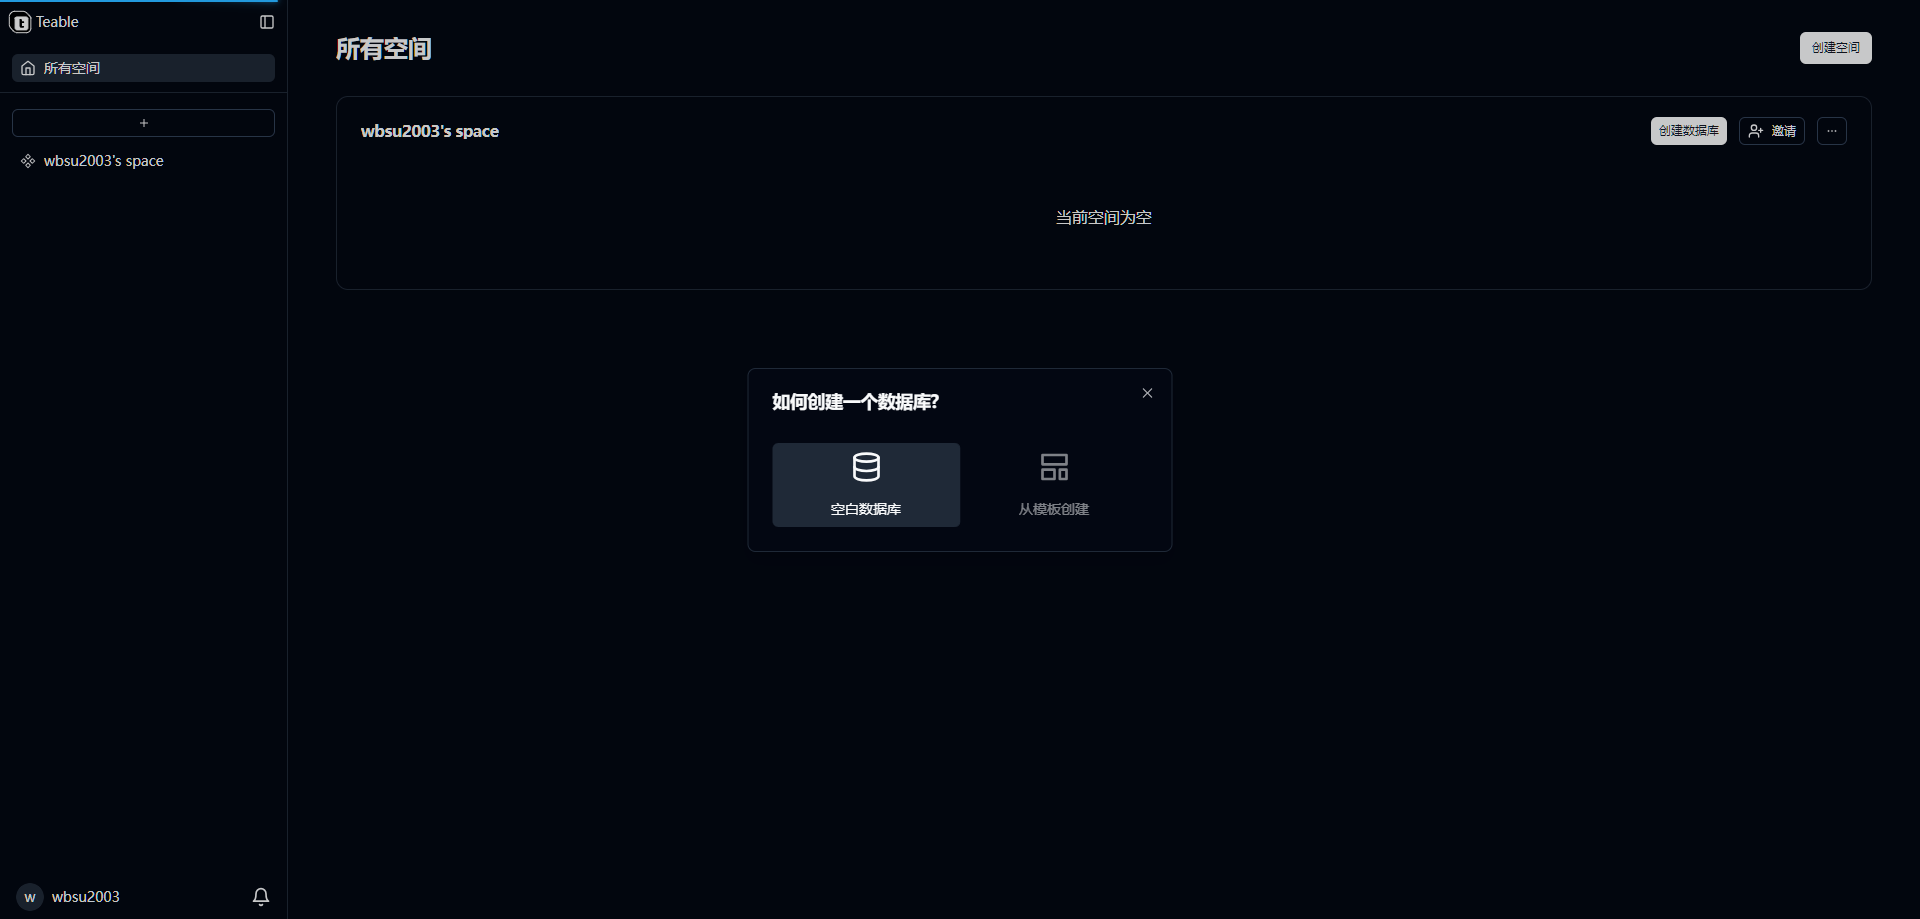 Teable
所有空间
+
wbsu2003's space
所有空间
创建空间
wbsu2003's space
创建数据库
邀请
...
当前空间为空
如何创建一个数据库?
空白数据库
从模板创建
w
wbsu2003